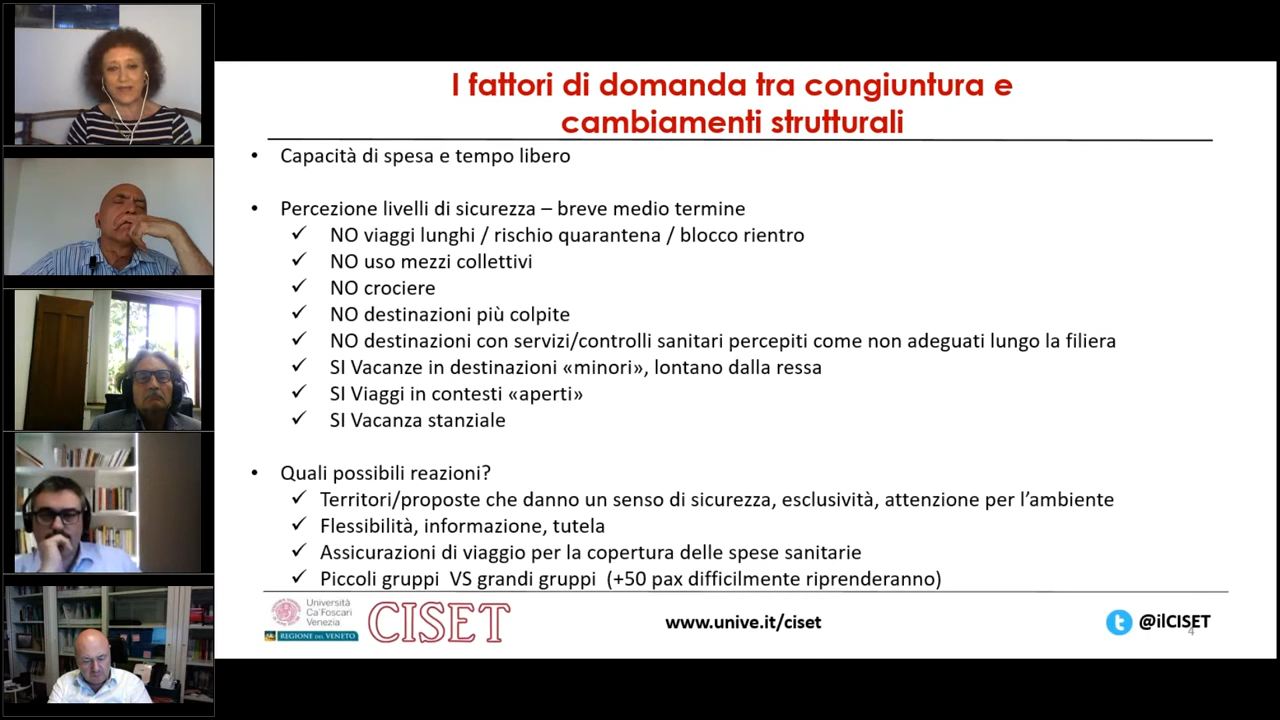 I fattori di domanda tra congiuntura e
cambiamenti strutturali
• Capacità di spesa e tempo libero
• Percezione livelli di sicurezza – breve medio termine
✓ NO viaggi lunghi / rischio quarantena / blocco rientro
✓ NO uso mezzi collettivi
✓ NO crociere
✓ NO destinazioni più colpite
✓ NO destinazioni con servizi/controlli sanitari percepiti come non adeguati lungo la filiera
✓ SI Vacanze in destinazioni «minori», lontano dalla ressa
✓ SI Viaggi in contesti «aperti»
✓ SI Vacanza stanziale
• Quali possibili reazioni?
✓ Territori/proposte che danno un senso di sicurezza, esclusività, attenzione per l’ambiente
✓ Flessibilità, informazione, tutela
✓ Assicurazioni di viaggio per la copertura delle spese sanitarie
✓ Piccoli gruppi VS grandi gruppi (+50 pax difficilmente riprenderanno)
Università
Ca'Foscari
Venezia
REGIONE DEL VENETO
CISET
www.unive.it/ciset
@ilCISET
4